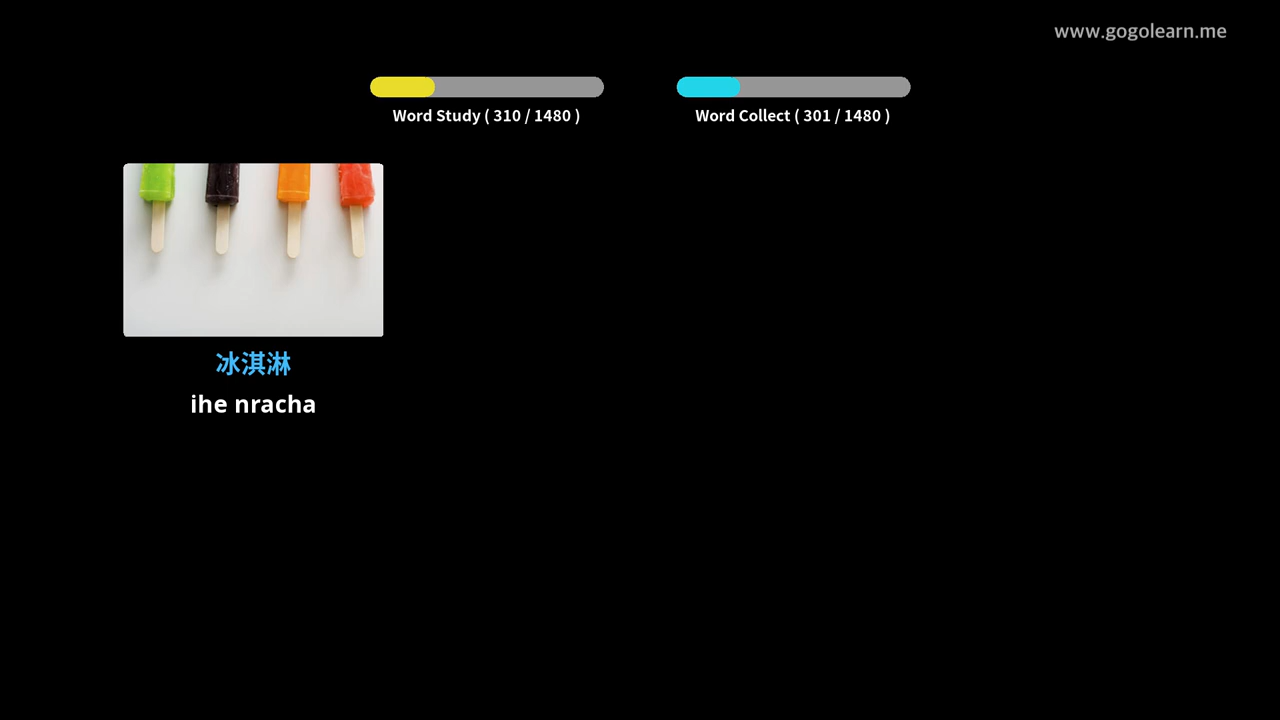 www.gogolearn.me
Word Study ( 310 / 1480 )
Word Collect ( 301 / 1480 )
冰淇淋
ihe nracha